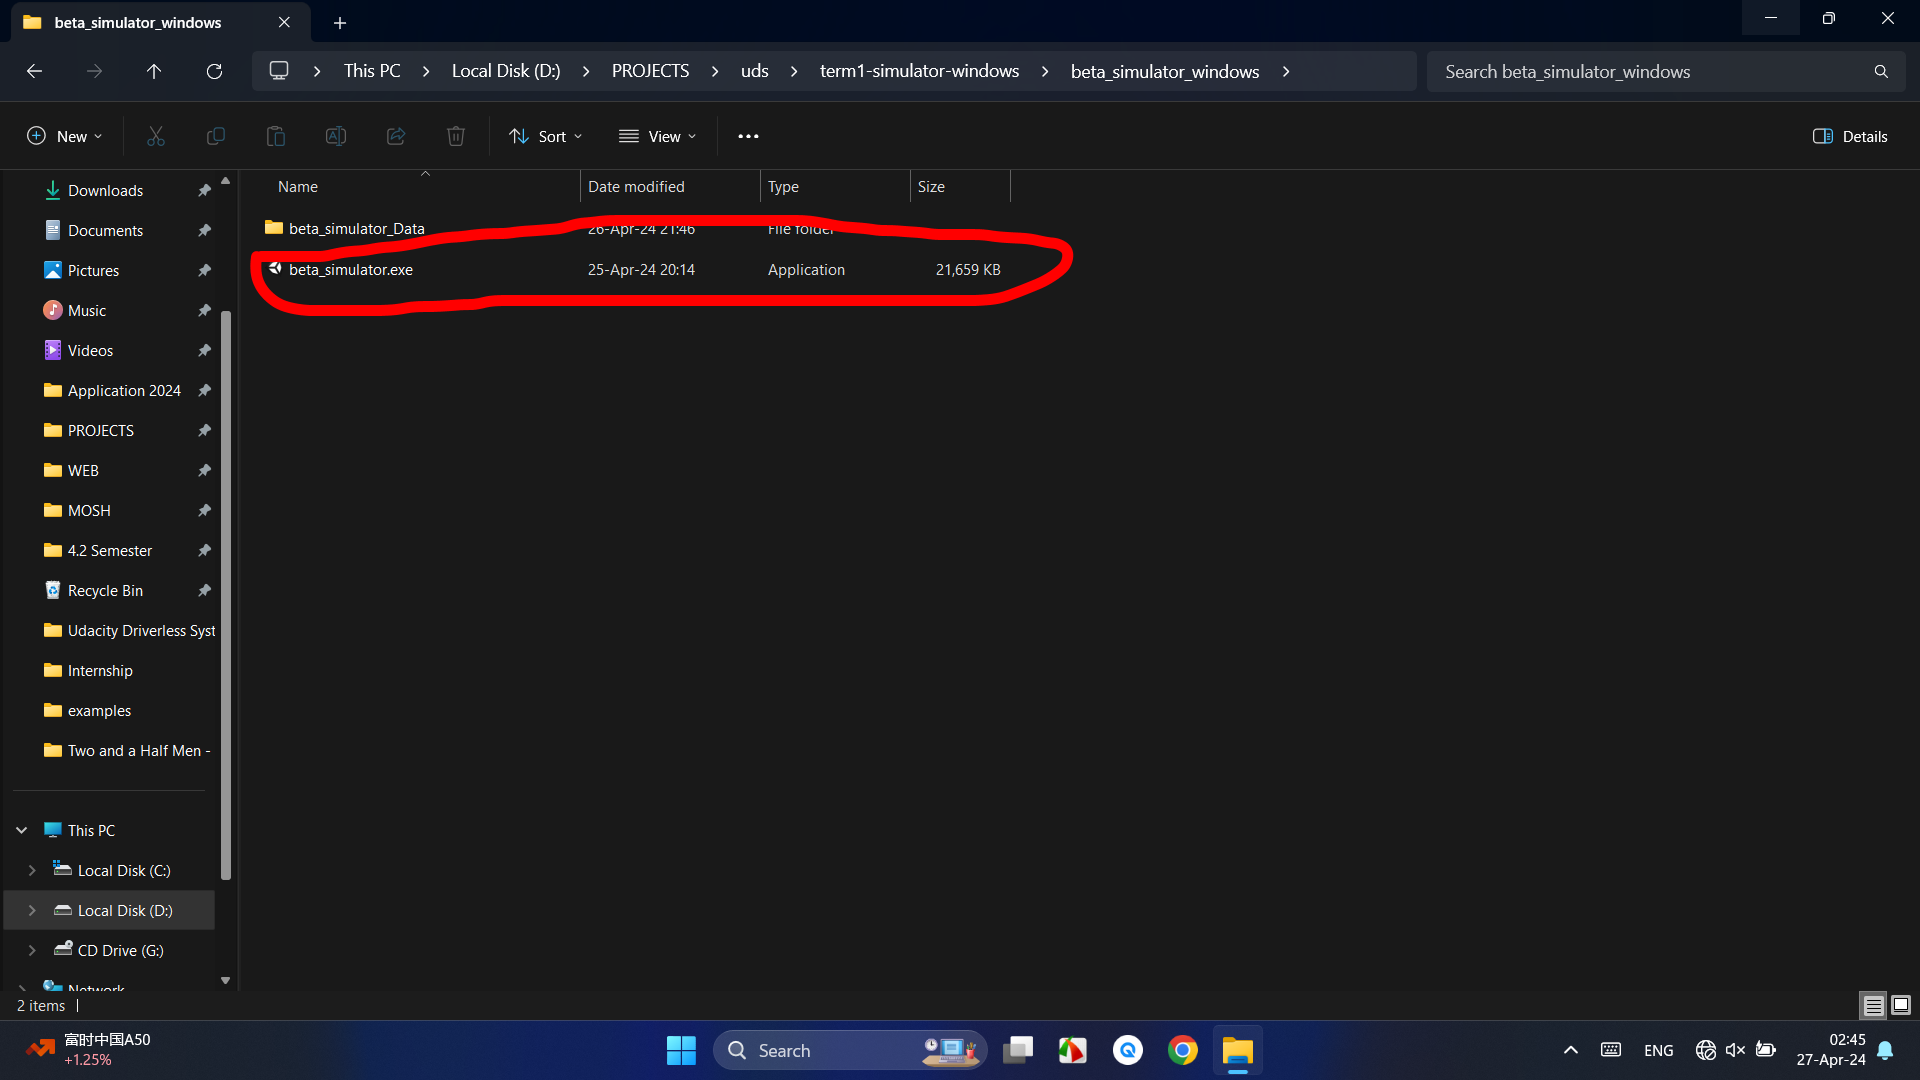 beta_simulator_windows
This PC
Local Disk (D:)
PROJECTS
uds
term1-simulator-windows
beta_simulator_windows
Search beta_simulator_windows
New
Sort
View
Details
Name
Date modified
Type
Size
beta_simulator_Data
26-Apr-24 21:46
File folder
beta_simulator.exe
25-Apr-24 20:14
Application
21,659 KB
Downloads
Documents
Pictures
Music
Videos
Application 2024
PROJECTS
WEB
MOSH
4.2 Semester
Recycle Bin
Udacity Driverless Syst
Internship
examples
Two and a Half Men -
This PC
Local Disk (C:)
Local Disk (D:)
CD Drive (G:)
Network
2 items
富时中国A50
+1.25%
Search
ENG
02:45
27-Apr-24